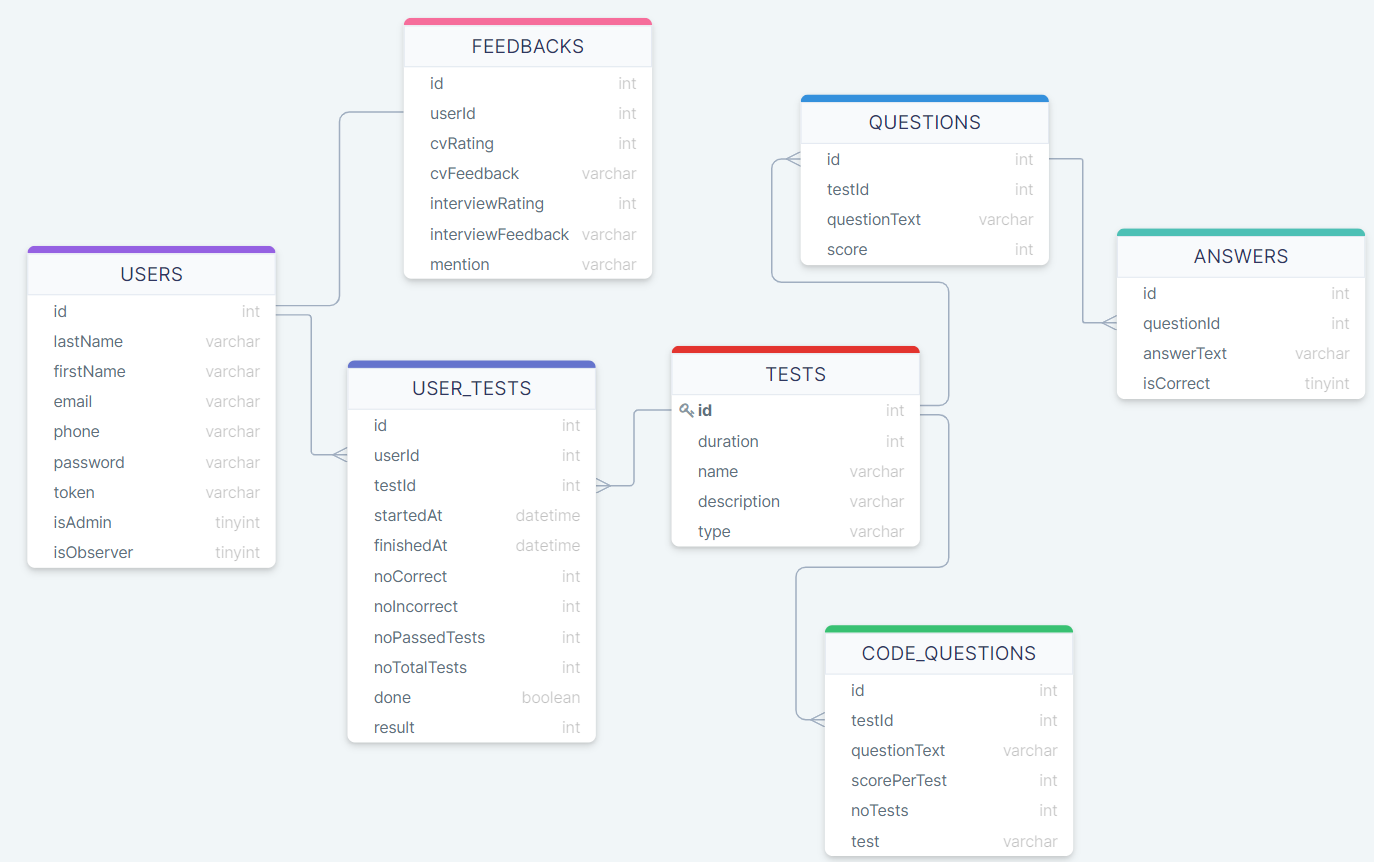 FEEDBACKS
id int
userId int
cvRating int
cvFeedback varchar
interviewRating int
interviewFeedback varchar
mention varchar
QUESTIONS
id int
testId int
questionText varchar
score int
ANSWERS
id int
questionId int
answerText varchar
isCorrect tinyint
USERS
id int
lastName varchar
firstName varchar
email varchar
phone varchar
password varchar
token varchar
isAdmin tinyint
isObserver tinyint
USER_TESTS
id int
userId int
testId int
startedAt datetime
finishedAt datetime
noCorrect int
noIncorrect int
noPassedTests int
noTotalTests int
done boolean
result int
TESTS
id int
duration int
name varchar
description varchar
type varchar
CODE_QUESTIONS
id int
testId int
questionText varchar
scorePerTest int
noTests int
test varchar